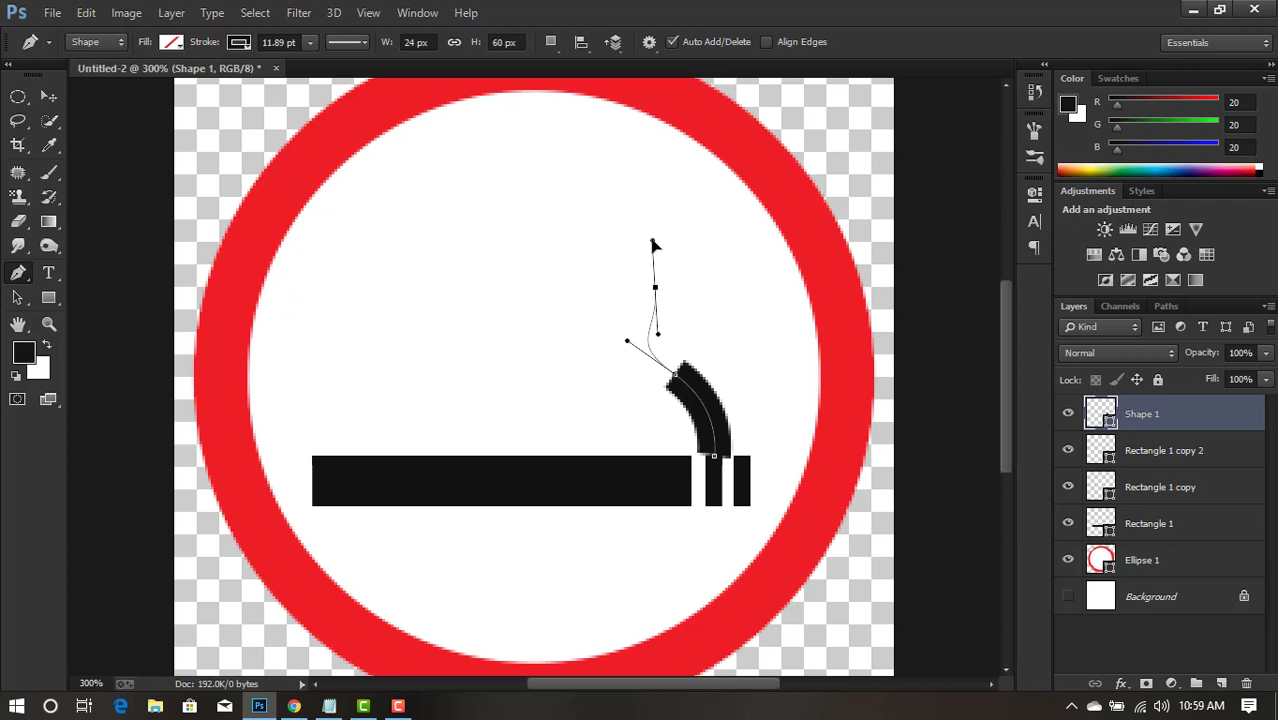 Ps File Edit Image Layer Type Select Filter 3D View Window Help
Shape Fill: Stroke: 11.89 pt W: 24 px H: 60 px Auto Add/Delete Align Edges Essentials
Untitled-2 @ 300% (Shape 1, RGB/8) *
Color Swatches
R 20
G 20
B 20
Adjustments Styles
Add an adjustment
Layers Channels Paths
Kind
Normal Opacity: 100%
Lock: Fill: 100%
Shape 1
Rectangle 1 copy 2
Rectangle 1 copy
Rectangle 1
Ellipse 1
Background
300% Doc: 192.0K/0 bytes
10:59 AM